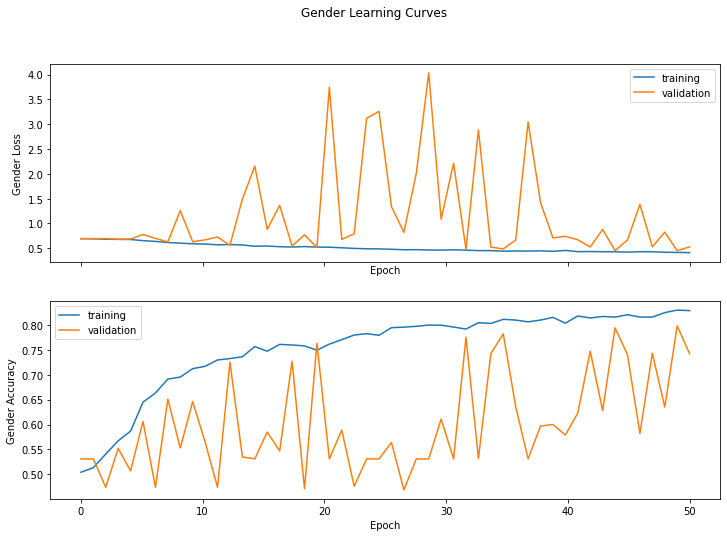 Gender Learning Curves
4.0
3.5
3.0
2.5
2.0
1.5
1.0
0.5
Gender Loss
training
validation
Epoch
0.80
0.75
0.70
0.65
0.60
0.55
0.50
Gender Accuracy
training
validation
0 10 20 30 40 50
Epoch